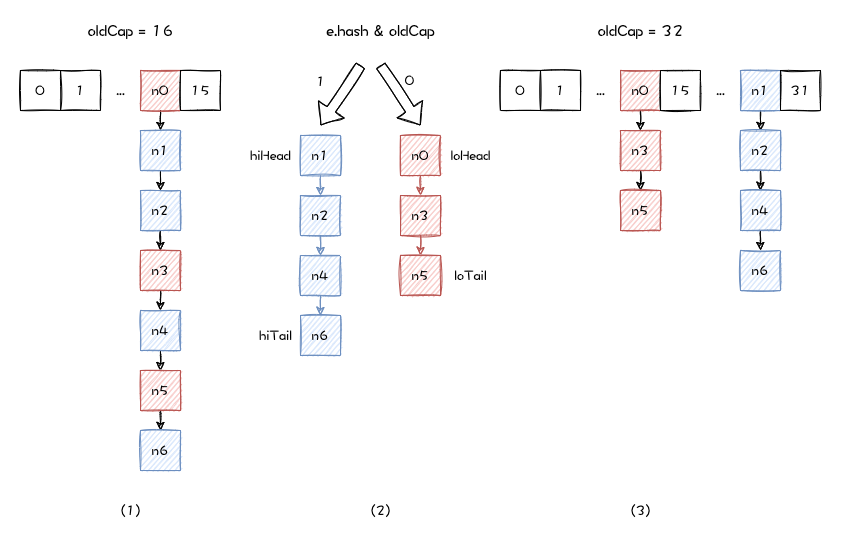 oldCap = 16
e.hash & oldCap
oldCap = 32
0 1 ... n0 15
n1
n2
n3
n4
n5
n6
1
0
hiHead n1
n2
n4
hiTail n6
n0 loHead
n3
n5 loTail
0 1 ... n0 15 ... n1 31
n3
n5
n2
n4
n6
(1)
(2)
(3)